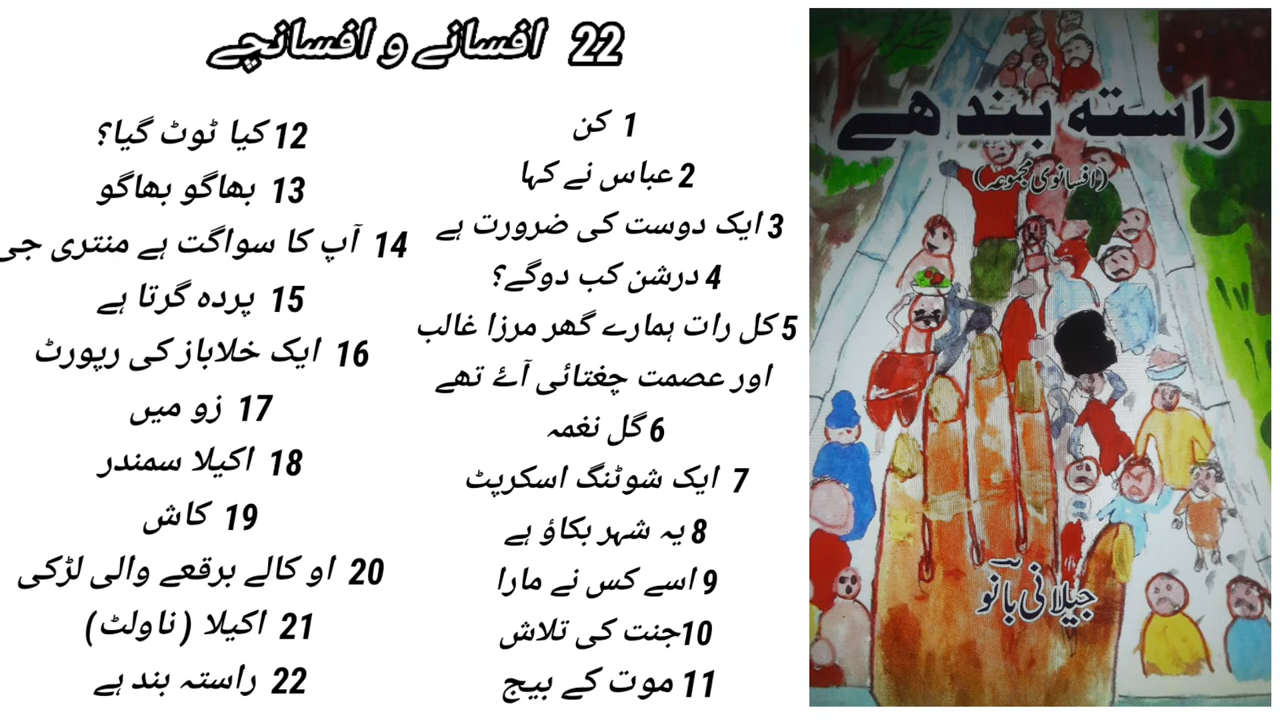 22 افسانے و افسانچے
1 کن
2 عباس نے کہا
3 ایک دوست کی ضرورت ہے
4 درشن کب دوگے؟
5 کل رات ہمارے گھر مرزا غالب
اور عصمت چغتائی آۓ تھے
6 گل نغمہ
7 ایک شوٹنگ اسکرپٹ
8 یہ شہر بکاؤ ہے
9 اسے کس نے مارا
10 جنت کی تلاش
11 موت کے بیج
12 کیا ٹوٹ گیا؟
13 بھاگو بھاگو
14 آپ کا سواگت ہے منتری جی
15 پردہ گرتا ہے
16 ایک خلاباز کی رپورٹ
17 زو میں
18 اکیلا سمندر
19 کاش
20 او کالے برقعے والی لڑکی
21 اکیلا (ناولٹ)
22 راستہ بند ہے
راستہ بند ھے
(افسانوی مجموعہ)
جیلانی بانو